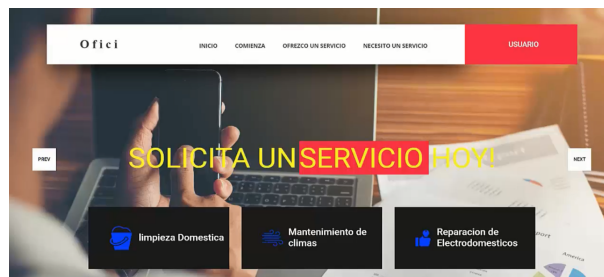 Ofici
INICIO
COMIENZA
OFREZCO UN SERVICIO
NECESITO UN SERVICIO
USUARIO
PREV
SOLICITA UN SERVICIO HOY!
NEXT
limpieza Domestica
Mantenimiento de
climas
Reparacion de
Electrodomesticos
America